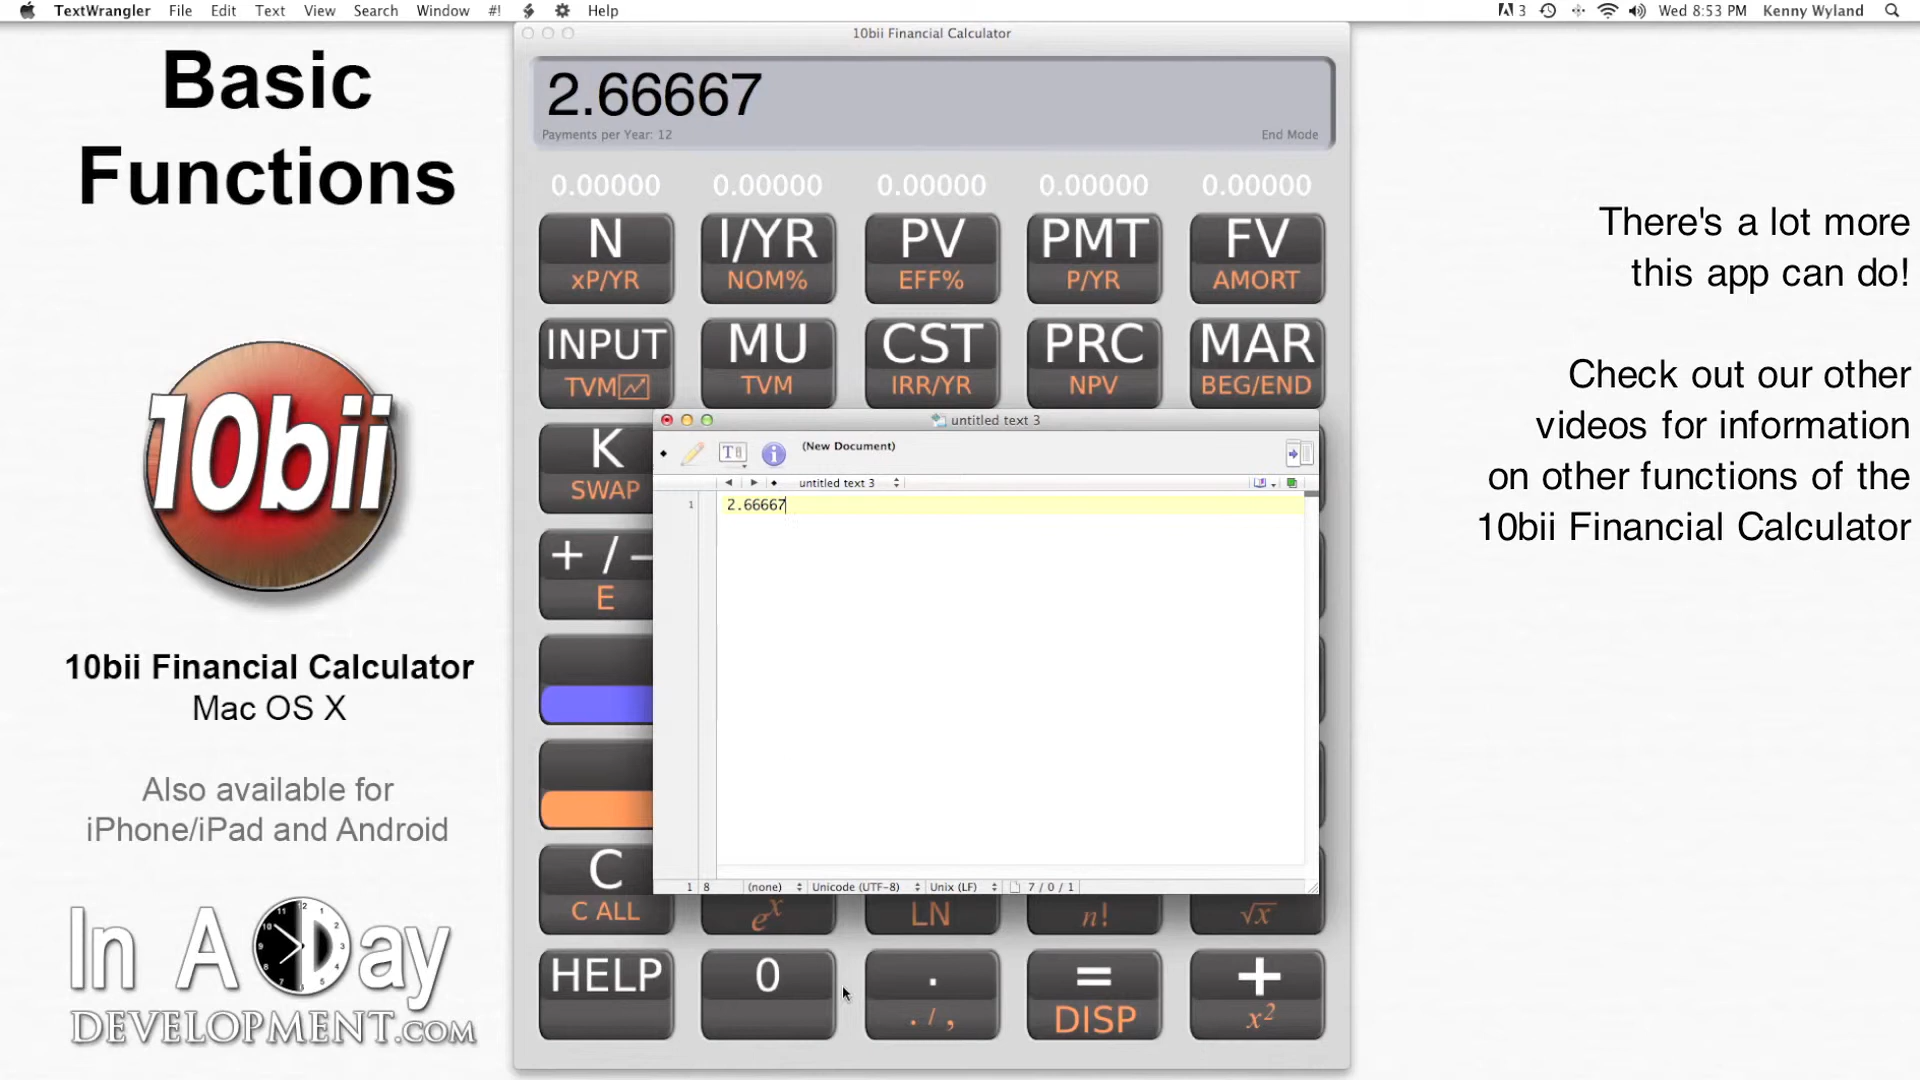 TextWrangler File Edit Text View Search Window #! Help
3 Wed 8:53 PM Kenny Wyland
Basic
Functions
10bii
10bii Financial Calculator
Mac OS X
Also available for
iPhone/iPad and Android
In A Day
DEVELOPMENT.COM
10bii Financial Calculator
2.66667
Payments per Year: 12 End Mode
0.00000 0.00000 0.00000 0.00000 0.00000
N I/YR PV PMT FV
xP/YR NOM% EFF% P/YR AMORT
INPUT MU CST PRC MAR
TVM TVM IRR/YR NPV BEG/END
K
SWAP
+/−
E
untitled text 3
(New Document)
untitled text 3
1 2.66667
1 8 (none) Unicode (UTF-8) Unix (LF) 7 / 0 / 1
C
C ALL e^x LN n! √x
HELP 0 . = +
./, DISP x²
There's a lot more
this app can do!
Check out our other
videos for information
on other functions of the
10bii Financial Calculator